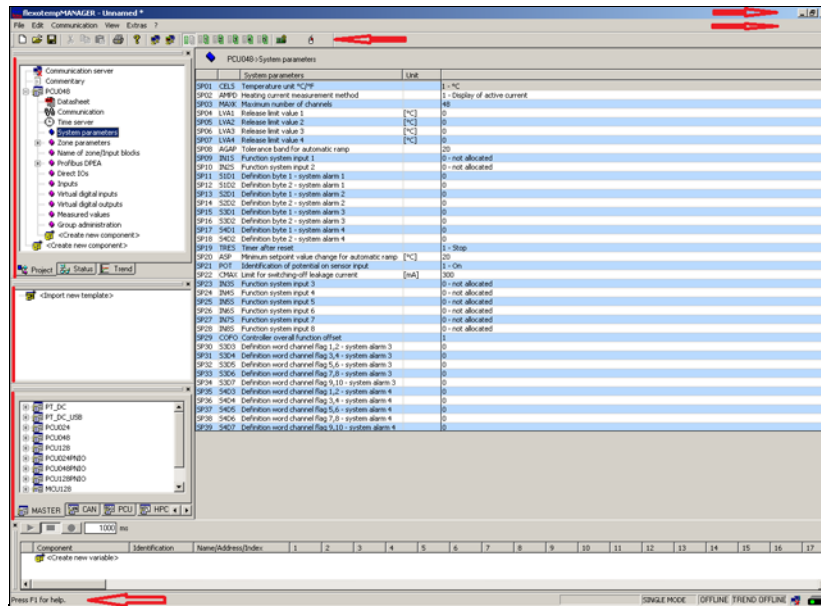 flexotempMANAGER - Unnamed *
File Edit Communication View Extras ?
PCU048>System parameters
Communication server
Commentary
PCU048
Datasheet
Communication
Time server
System parameters
Zone parameters
Name of zone/Input blocks
Profibus DPEA
Direct IOs
Inputs
Virtual digital inputs
Virtual digital outputs
Measured values
Group administration
<Create new component>
<Create new component>
Project Status Trend
<Import new template>
PT_DC
PT_DC_USB
PCU024
PCU048
PCU128
PCU024PNIO
PCU048PNIO
PCU128PNIO
MCU128
MASTER CAN PCU HPC
System parameters Unit
SP01 CELS Temperature unit °C/°F 1 - °C
SP02 AMPD Heating current measurement method 1 - Display of active current
SP03 MAXK Maximum number of channels 48
SP04 LVA1 Release limit value 1 [°C] 0
SP05 LVA2 Release limit value 2 [°C] 0
SP06 LVA3 Release limit value 3 [°C] 0
SP07 LVA4 Release limit value 4 [°C] 0
SP08 AGAP Tolerance band for automatic ramp 20
SP09 IN1S Function system input 1 0 - not allocated
SP10 IN2S Function system input 2 0 - not allocated
SP11 S1D1 Definition byte 1 - system alarm 1 0
SP12 S1D2 Definition byte 2 - system alarm 1 0
SP13 S2D1 Definition byte 1 - system alarm 2 0
SP14 S2D2 Definition byte 2 - system alarm 2 0
SP15 S3D1 Definition byte 1 - system alarm 3 0
SP16 S3D2 Definition byte 2 - system alarm 3 0
SP17 S4D1 Definition byte 1 - system alarm 4 0
SP18 S4D2 Definition byte 2 - system alarm 4 0
SP19 TRES Timer after reset 1 - Stop
SP20 ASP Minimum setpoint value change for automatic ramp [°C] 20
SP21 POT Identification of potential on sensor input 1 - On
SP22 CMAX Limit for switching-off leakage current [mA] 300
SP23 IN3S Function system input 3 0 - not allocated
SP24 IN4S Function system input 4 0 - not allocated
SP25 IN5S Function system input 5 0 - not allocated
SP26 IN6S Function system input 6 0 - not allocated
SP27 IN7S Function system input 7 0 - not allocated
SP28 IN8S Function system input 8 0 - not allocated
SP29 COFO Controller overall function offset 1
SP30 S3D3 Definition word channel flag 1,2 - system alarm 3 0
SP31 S3D4 Definition word channel flag 3,4 - system alarm 3 0
SP32 S3D5 Definition word channel flag 5,6 - system alarm 3 0
SP33 S3D6 Definition word channel flag 7,8 - system alarm 3 0
SP34 S3D7 Definition word channel flag 9,10 - system alarm 3 0
SP35 S4D3 Definition word channel flag 1,2 - system alarm 4 0
SP36 S4D4 Definition word channel flag 3,4 - system alarm 4 0
SP37 S4D5 Definition word channel flag 5,6 - system alarm 4 0
SP38 S4D6 Definition word channel flag 7,8 - system alarm 4 0
SP39 S4D7 Definition word channel flag 9,10 - system alarm 4 0
1000 ms
Component Identification Name/Address/Index 1 2 3 4 5 6 7 8 9 10 11 12 13 14 15 16 17
<Create new variable>
Press F1 for help. SINGLE MODE OFFLINE TREND OFFLINE